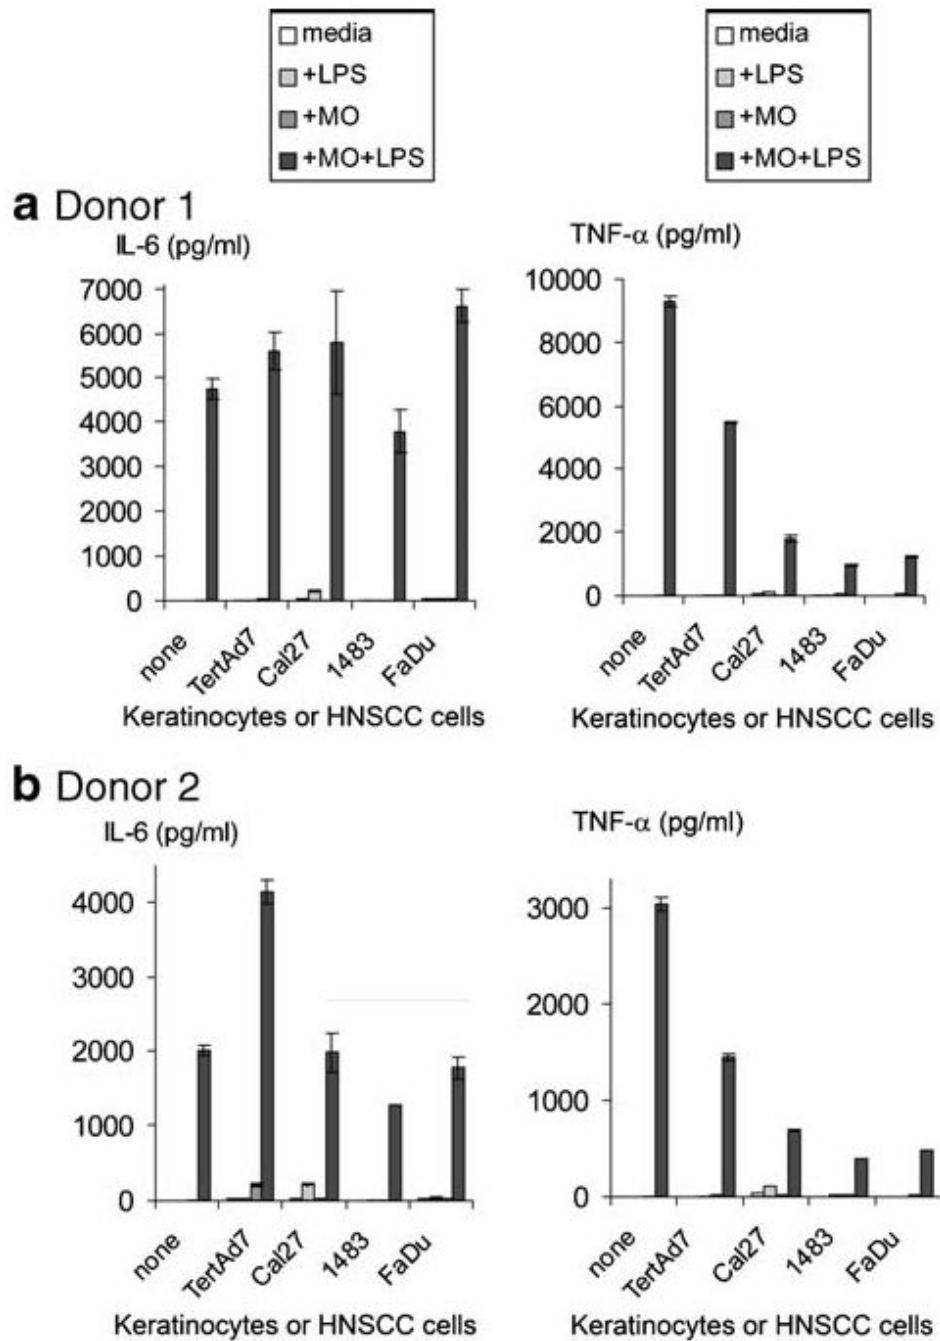 media
+LPS
+MO
+MO+LPS
media
+LPS
+MO
+MO+LPS
a Donor 1
IL-6 (pg/ml)
7000
6000
5000
4000
3000
2000
1000
0
none
TertAd7
Cal27
1483
FaDu
Keratinocytes or HNSCC cells
TNF-α (pg/ml)
10000
8000
6000
4000
2000
0
none
TertAd7
Cal27
1483
FaDu
Keratinocytes or HNSCC cells
b Donor 2
IL-6 (pg/ml)
4000
3000
2000
1000
0
none
TertAd7
Cal27
1483
FaDu
Keratinocytes or HNSCC cells
TNF-α (pg/ml)
3000
2000
1000
0
none
TertAd7
Cal27
1483
FaDu
Keratinocytes or HNSCC cells